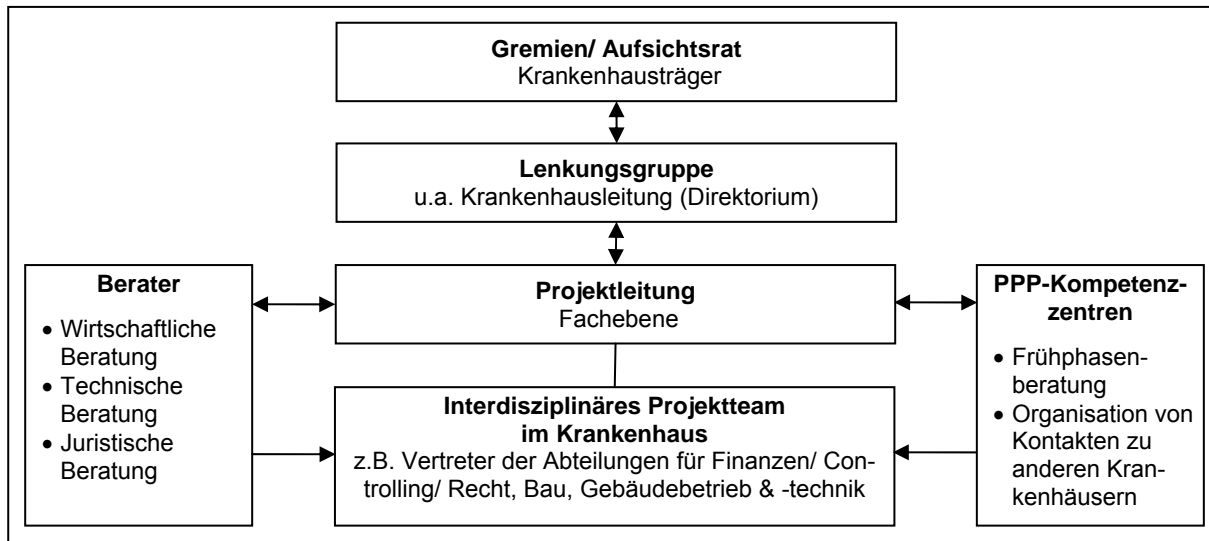 Gremien/ Aufsichtsrat
Krankenhausträger
Lenkungsgruppe
u.a. Krankenhausleitung (Direktorium)
Berater
• Wirtschaftliche
Beratung
• Technische
Beratung
• Juristische
Beratung
Projektleitung
Fachebene
Interdisziplinäres Projektteam
im Krankenhaus
z.B. Vertreter der Abteilungen für Finanzen/ Con-
trolling/ Recht, Bau, Gebäudebetrieb & -technik
PPP-Kompetenz-
zentren
• Frühphasen-
beratung
• Organisation von
Kontakten zu
anderen Kran-
kenhäusern